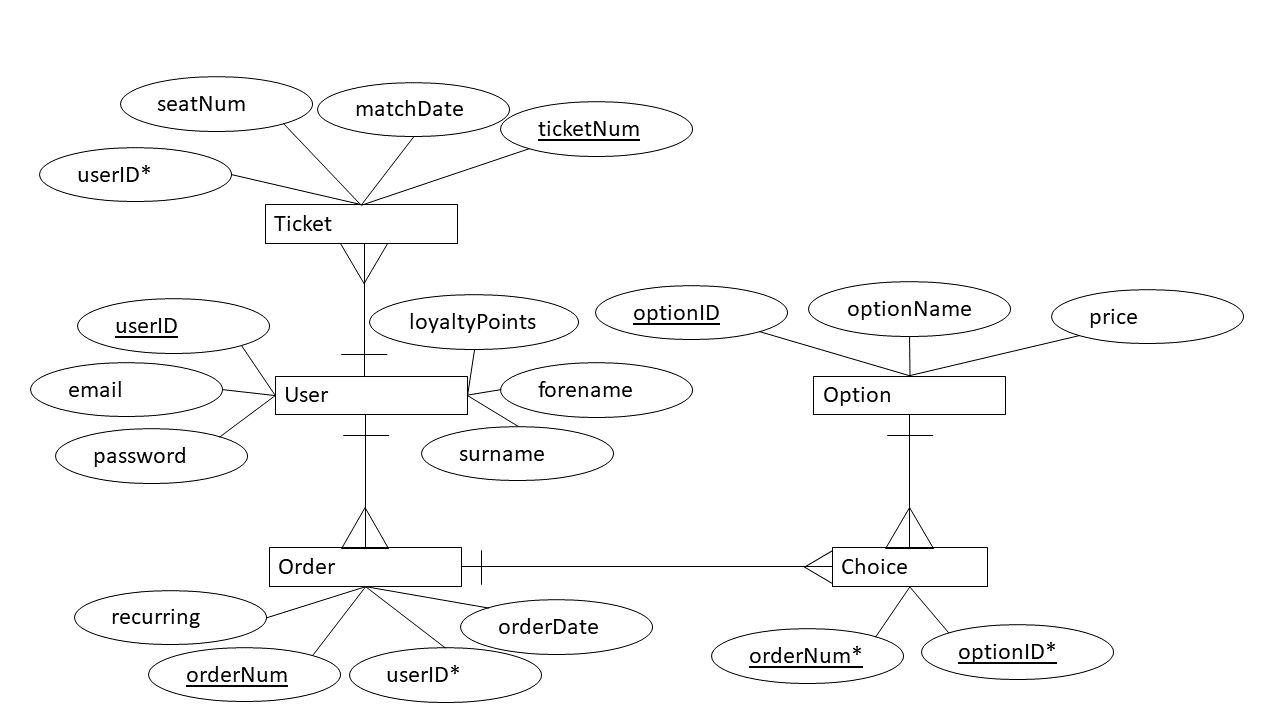 seatNum
matchDate
ticketNum
userID*
Ticket
userID
loyaltyPoints
optionID
optionName
price
email
User
forename
Option
password
surname
Order
Choice
recurring
orderDate
orderNum
userID*
orderNum*
optionID*